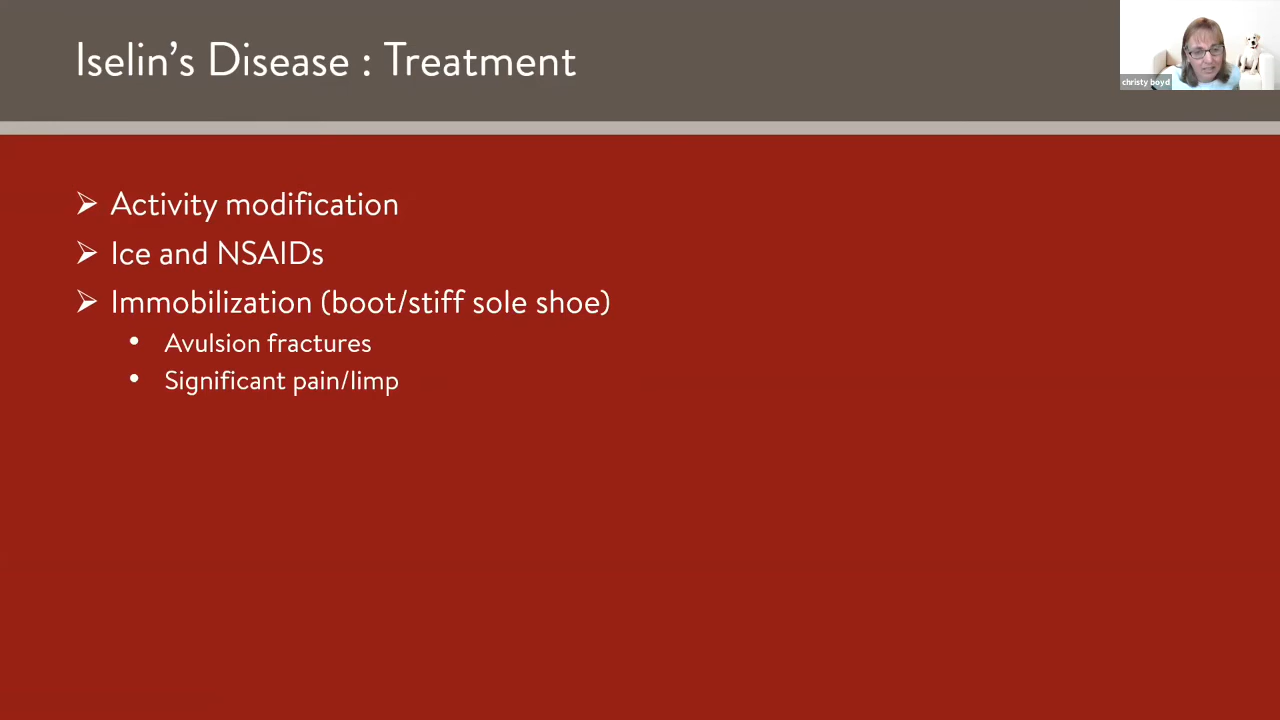 Iselin’s Disease : Treatment
christy boyd
➢ Activity modification
➢ Ice and NSAIDs
➢ Immobilization (boot/stiff sole shoe)
• Avulsion fractures
• Significant pain/limp